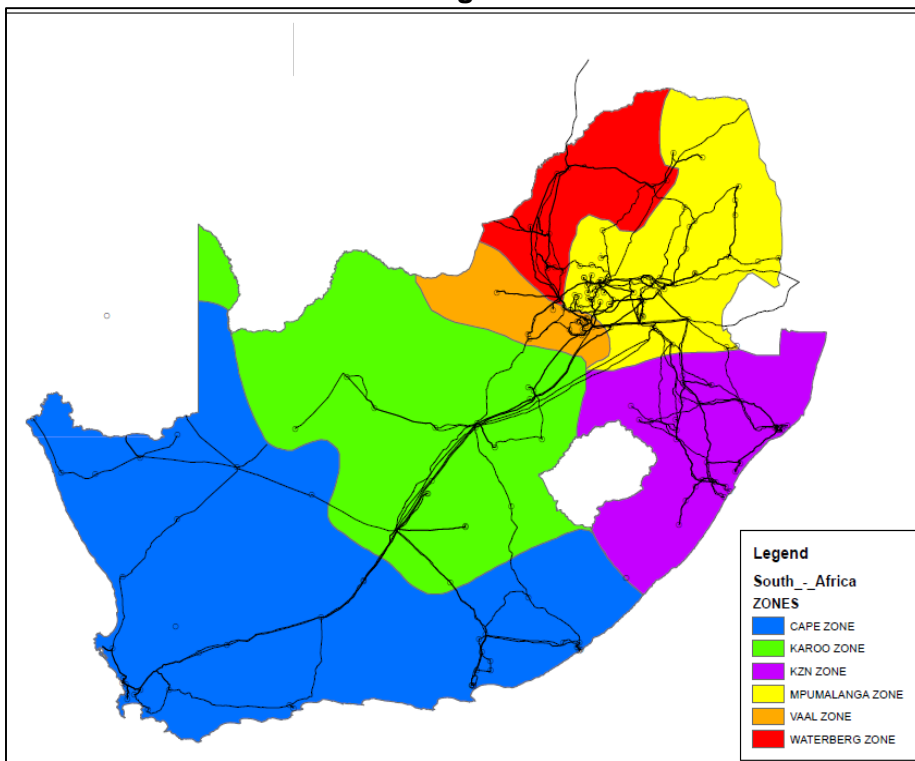 Legend
South_-_Africa
ZONES
CAPE ZONE
KAROO ZONE
KZN ZONE
MPUMALANGA ZONE
VAAL ZONE
WATERBERG ZONE